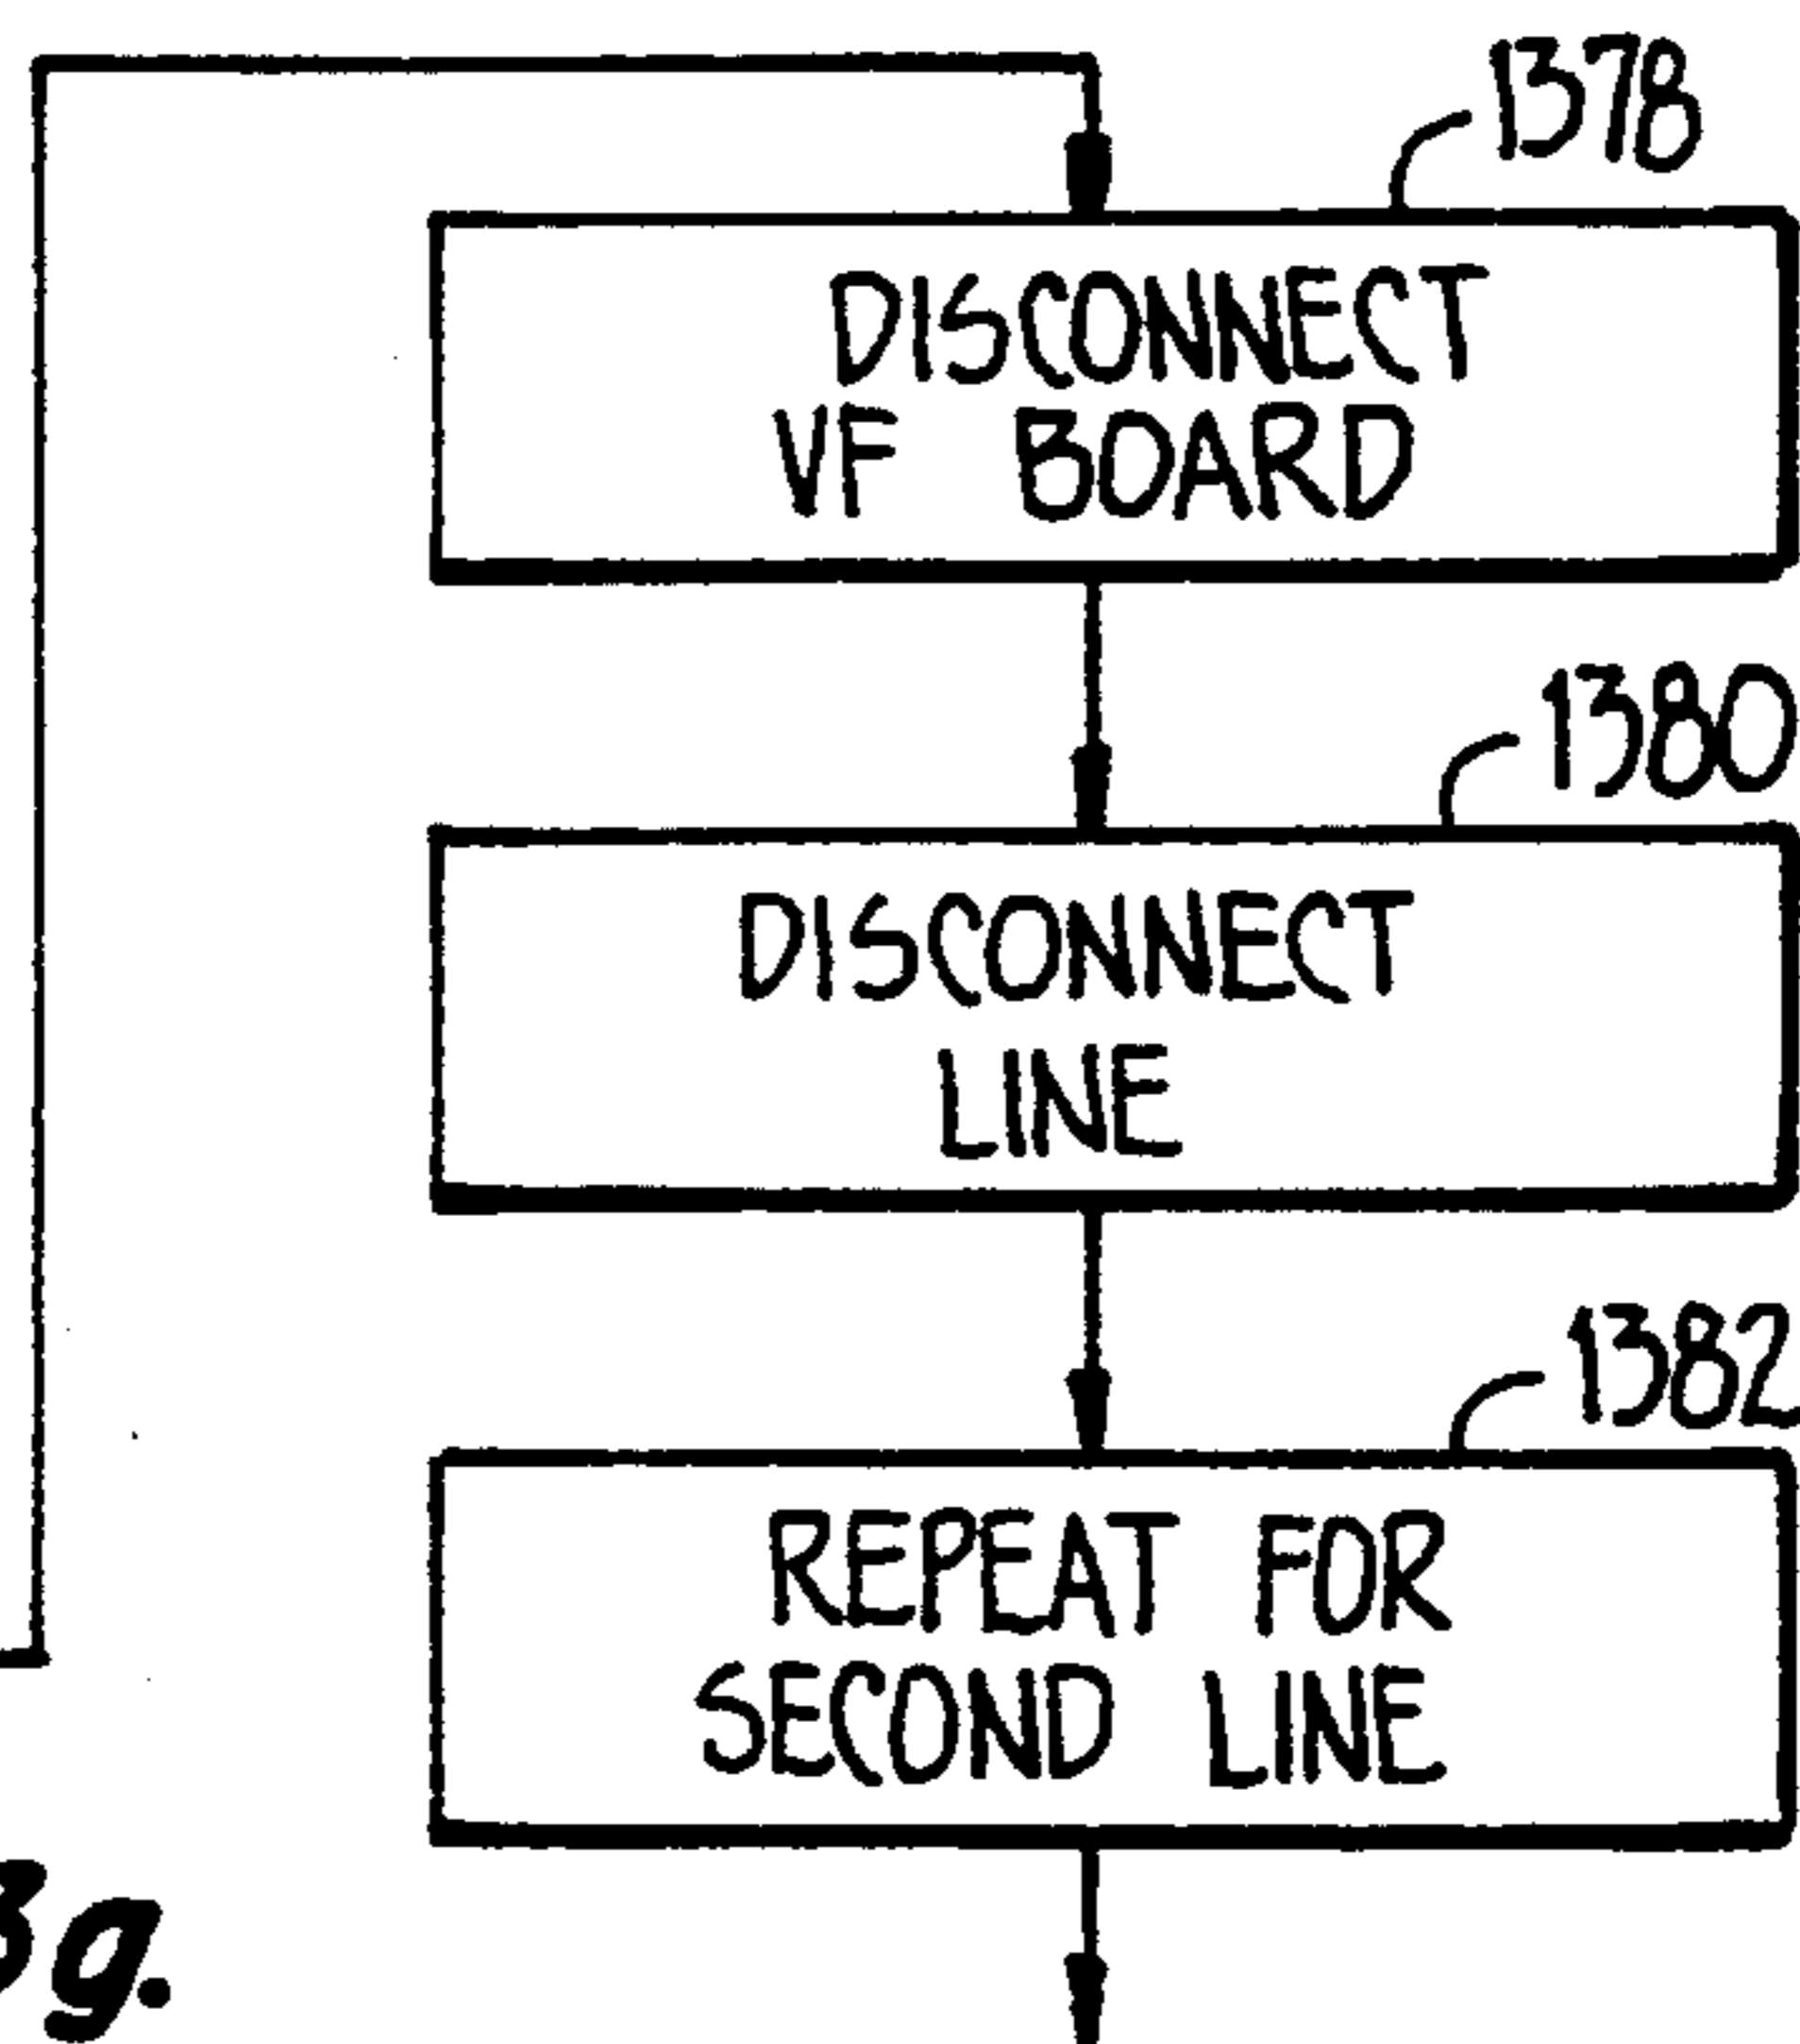 1378
DISCONNECT
VF BOARD
1380
DISCONNECT
LINE
1382
REPEAT FOR
SECOND LINE
3g.